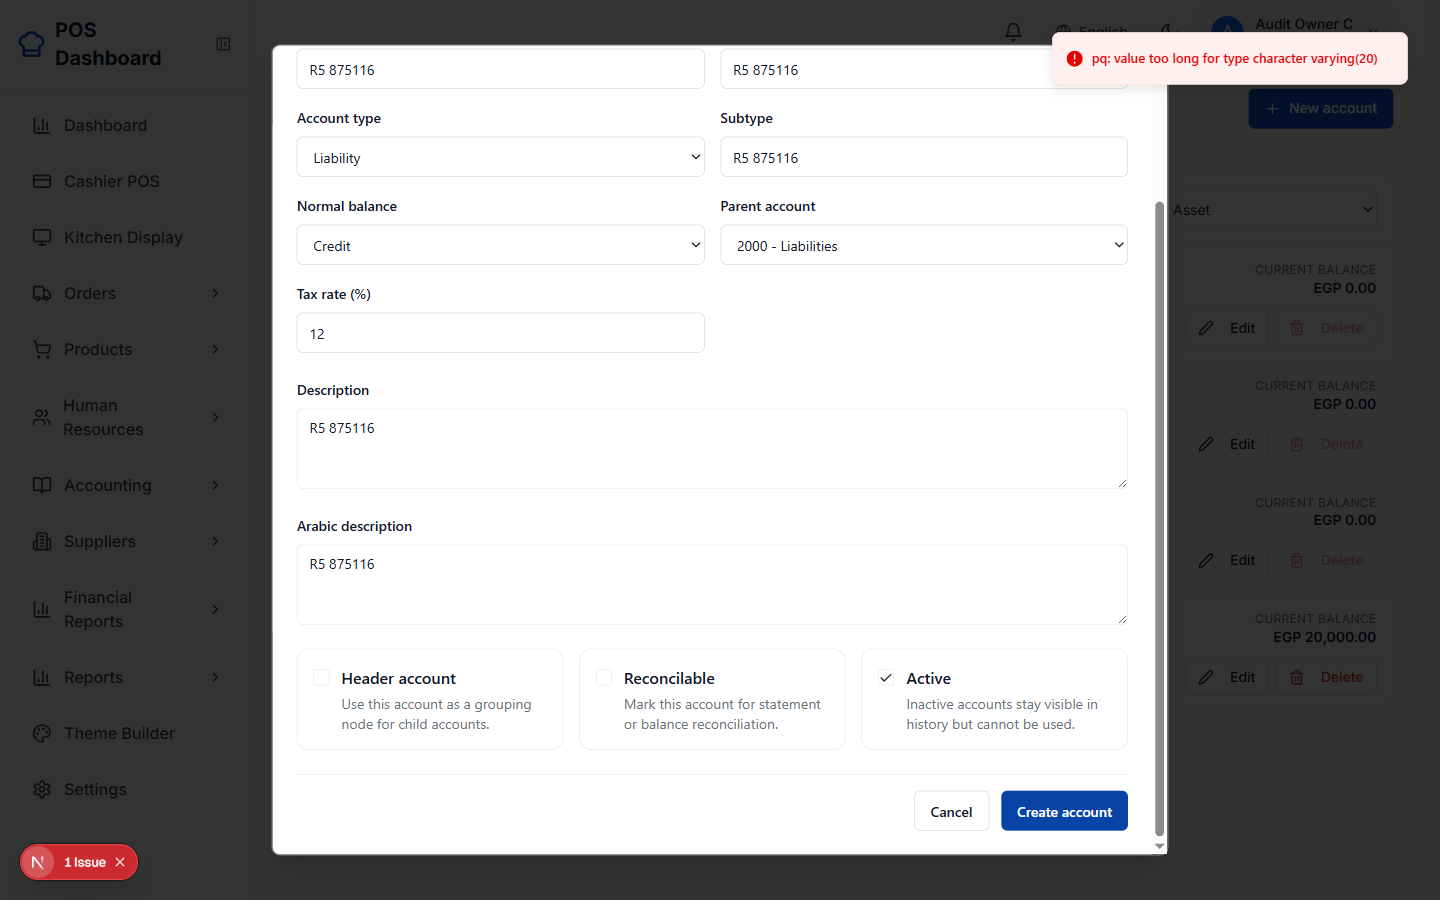 POS
Dashboard
English
Audit Owner C
pq: value too long for type character varying(20)
New account
Dashboard
Cashier POS
Kitchen Display
Orders
Products
Human
Resources
Accounting
Suppliers
Financial
Reports
Reports
Theme Builder
Settings
N 1 Issue
R5 875116
R5 875116
Account type
Subtype
Liability
R5 875116
Normal balance
Parent account
Credit
2000 - Liabilities
Tax rate (%)
12
Description
R5 875116
Arabic description
R5 875116
Header account
Use this account as a grouping
node for child accounts.
Reconcilable
Mark this account for statement
or balance reconciliation.
Active
Inactive accounts stay visible in
history but cannot be used.
Cancel
Create account
Asset
CURRENT BALANCE
EGP 0.00
Edit
Delete
CURRENT BALANCE
EGP 0.00
Edit
Delete
CURRENT BALANCE
EGP 0.00
Edit
Delete
CURRENT BALANCE
EGP 20,000.00
Edit
Delete